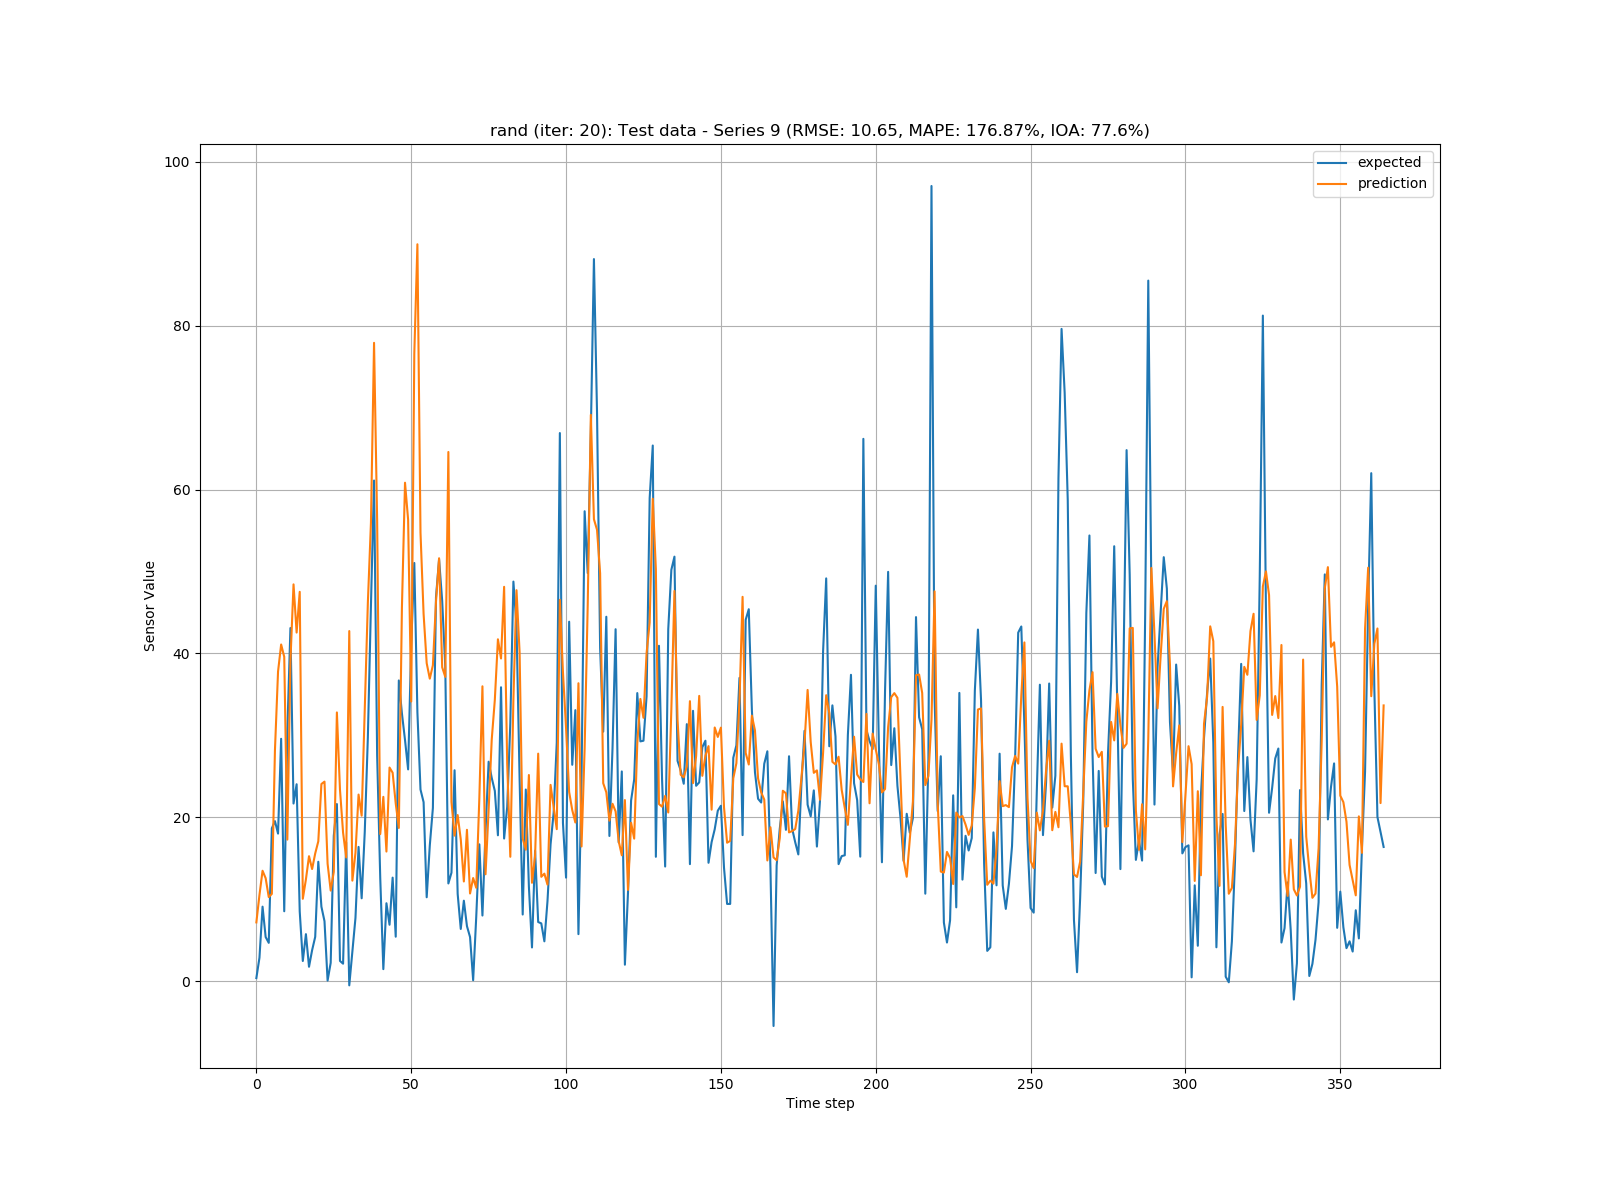 rand (iter: 20): Test data - Series 9 (RMSE: 10.65, MAPE: 176.87%, IOA: 77.6%)
expected
prediction
100
80
60
40
20
0
Sensor Value
0 50 100 150 200 250 300 350
Time step